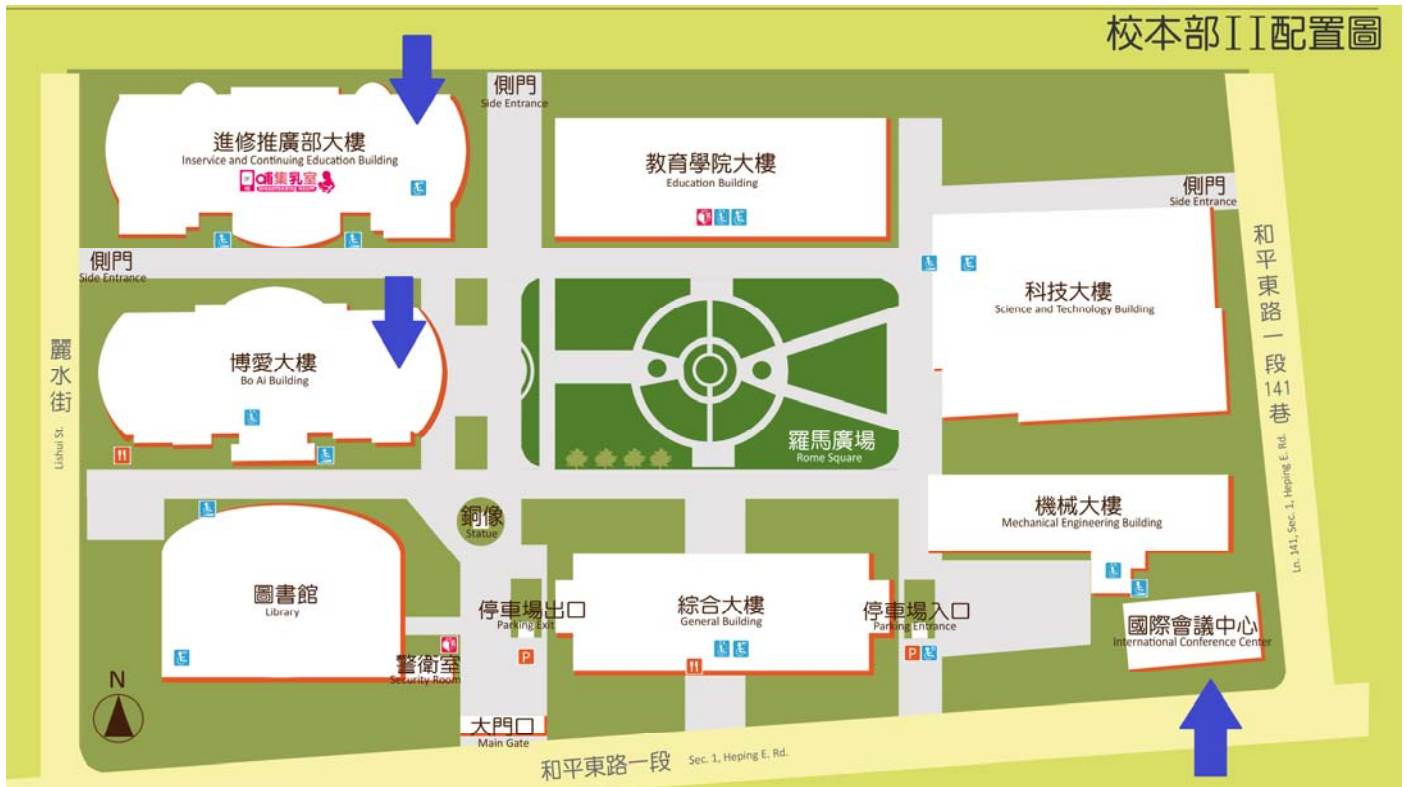 校本部II配置圖
側門
Side Entrance
進修推廣部大樓
Inservice and Continuing Education Building
哺集乳室
教育學院大樓
Education Building
側門
Side Entrance
側門
Side Entrance
科技大樓
Science and Technology Building
博愛大樓
Bo Ai Building
羅馬廣場
Rome Square
麗水街
Lishui St.
和平東路一段141巷
Ln. 141, Sec. 1, Heping E. Rd.
機械大樓
Mechanical Engineering Building
銅像
Statue
圖書館
Library
停車場出口
Parking Exit
P
綜合大樓
General Building
停車場入口
Parking Entrance
P
國際會議中心
International Conference Center
警衛室
Security Room
N
大門口
Main Gate
和平東路一段 Sec. 1, Heping E. Rd.